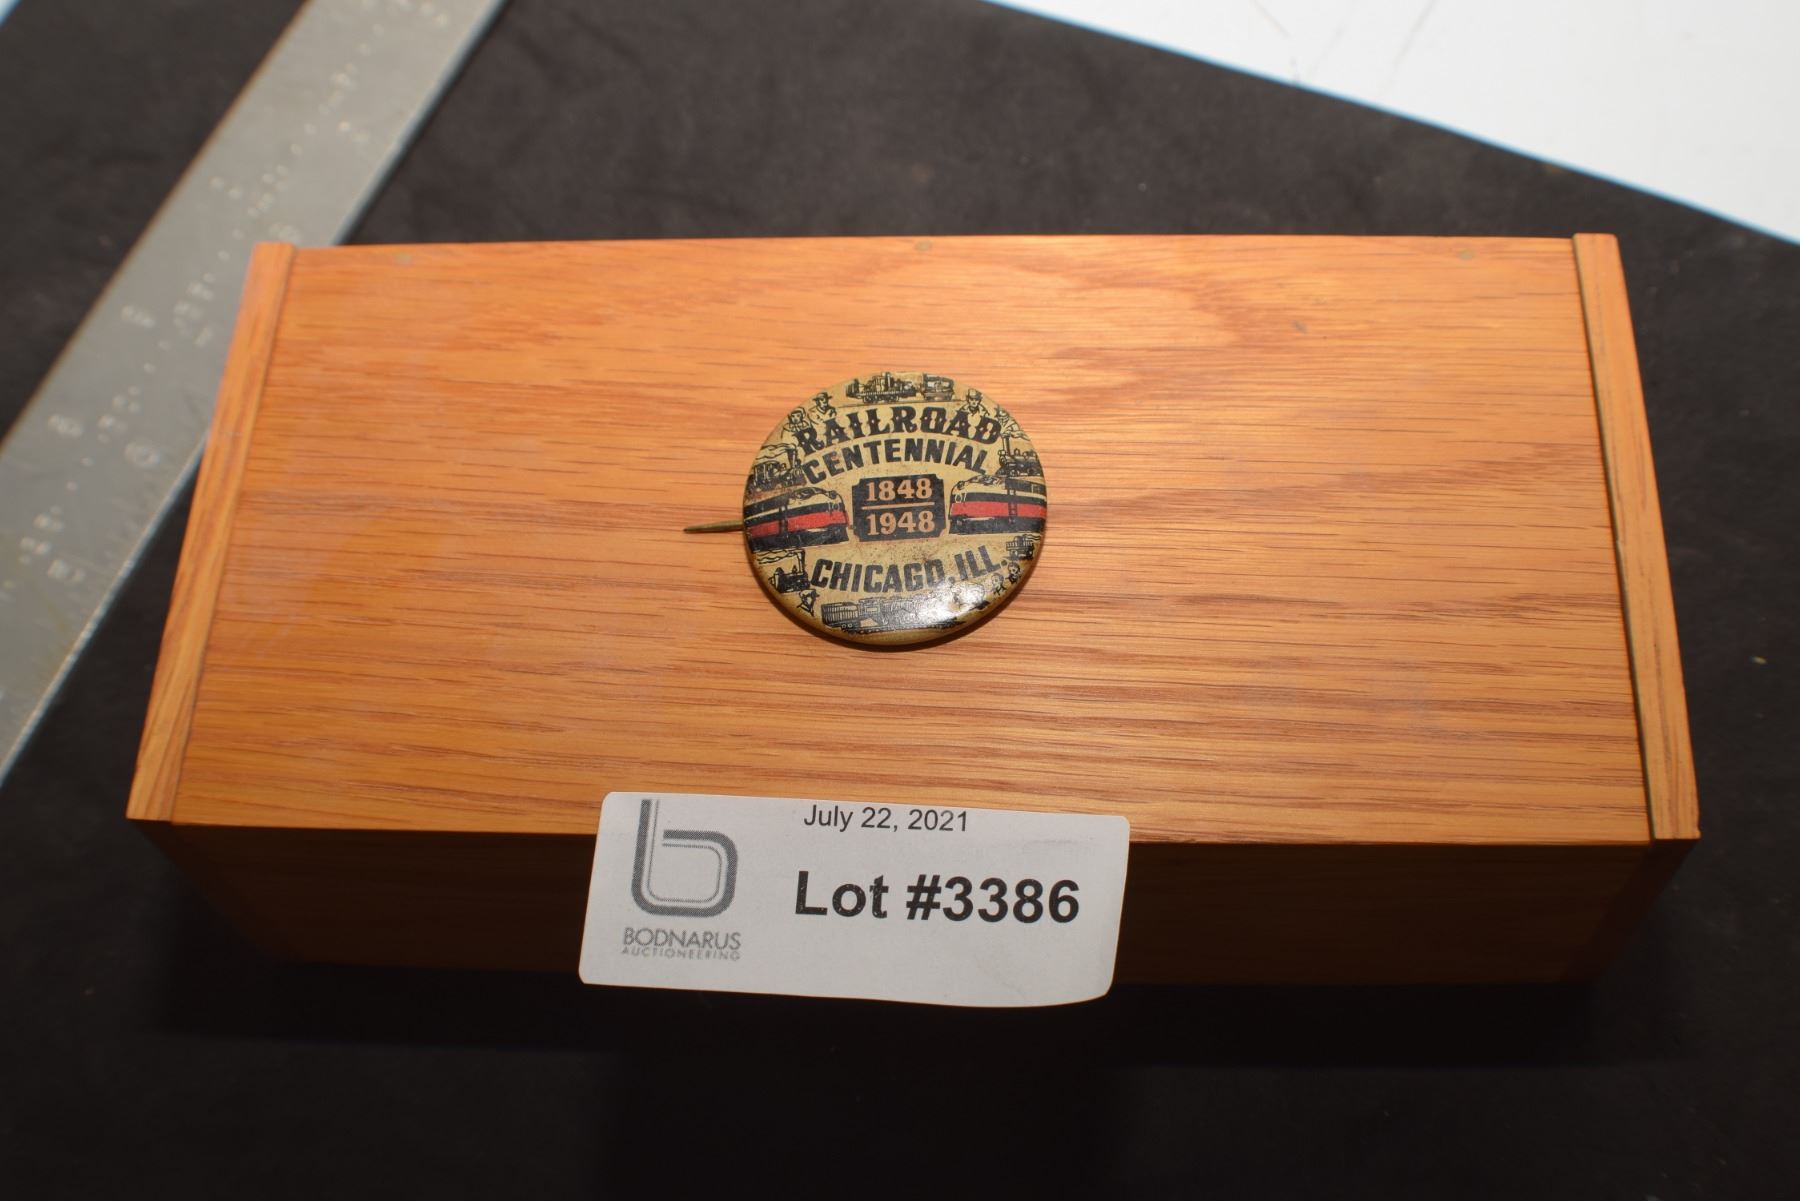 RAILROAD
CENTENNIAL
1848
1948
CHICAGO, ILL.
July 22, 2021
Lot #3386
BODNARUS
AUCTIONEERING